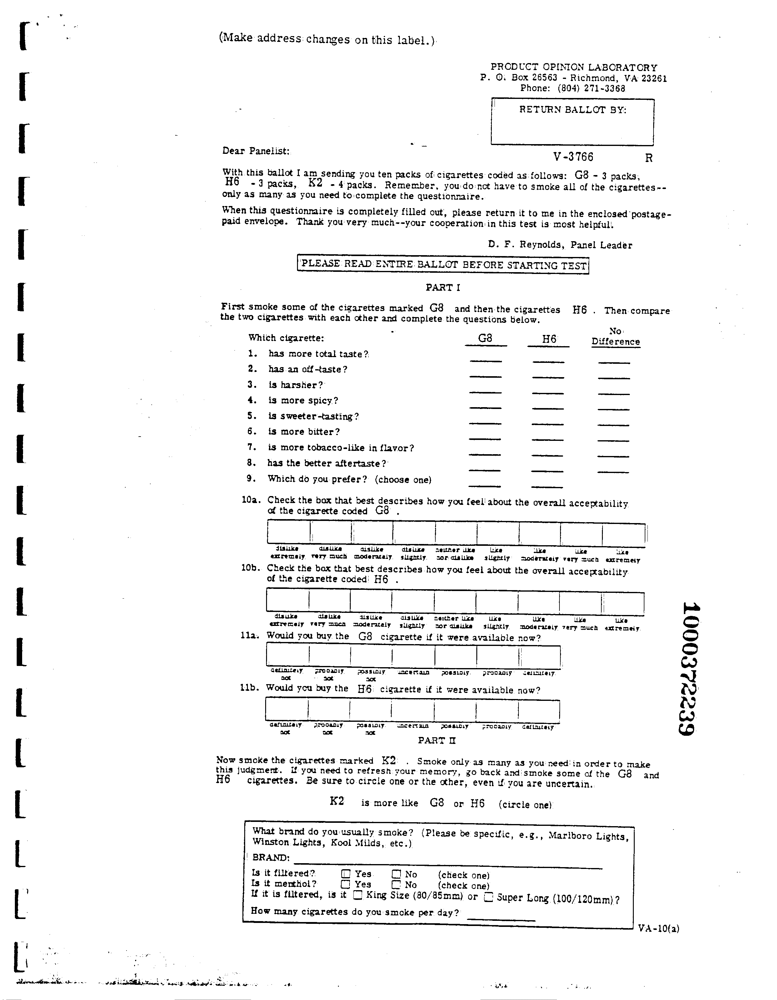 (Make address changes on this label.)
PRODUCT OPINION LABORATORY
P. O. Box 26563 - Richmond, VA 23261
Phone: (804) 271-3368
RETURN BALLOT BY:
Dear Panelist:
V-3766 R
With this ballot I am sending you ten packs of cigarettes coded as follows: G8 - 3 packs,
H6 - 3 packs, K2 - 4 packs. Remember, you do not have to smoke all of the cigarettes--
only as many as you need to complete the questionnaire.
When this questionnaire is completely filled out, please return it to me in the enclosed postage-
paid envelope. Thank you very much--your cooperation in this test is most helpful.
D. F. Reynolds, Panel Leader
PLEASE READ ENTIRE BALLOT BEFORE STARTING TEST
PART I
First smoke some of the cigarettes marked G8 and then the cigarettes H6 . Then compare
the two cigarettes with each other and complete the questions below.
Which cigarette: G8 H6 No Difference
1. has more total taste?
2. has an off-taste?
3. is harsher?
4. is more spicy?
5. is sweeter-tasting?
6. is more bitter?
7. is more tobacco-like in flavor?
8. has the better aftertaste?
9. Which do you prefer? (choose one)
10a. Check the box that best describes how you feel about the overall acceptability
of the cigarette coded G8 .
dislike dislike dislike dislike neither like like like like like
extremely very much moderately slightly nor dislike slightly moderately very much extremely
10b. Check the box that best describes how you feel about the overall acceptability
of the cigarette coded H6 .
dislike dislike dislike dislike neither like like like like like
extremely very much moderately slightly nor dislike slightly moderately very much extremely
11a. Would you buy the G8 cigarette if it were available now?
definitely probably possibly uncertain possibly probably definitely
not not not
11b. Would you buy the H6 cigarette if it were available now?
definitely probably possibly uncertain possibly probably definitely
not not not
PART II
Now smoke the cigarettes marked K2 . Smoke only as many as you need in order to make
this judgment. If you need to refresh your memory, go back and smoke some of the G8 and
H6 cigarettes. Be sure to circle one or the other, even if you are uncertain.
K2 is more like G8 or H6 (circle one)
What brand do you usually smoke? (Please be specific, e.g., Marlboro Lights,
Winston Lights, Kool Milds, etc.)
BRAND:
Is it filtered? Yes No (check one)
Is it menthol? Yes No (check one)
If it is filtered, is it King Size (80/85mm) or Super Long (100/120mm)?
How many cigarettes do you smoke per day?
VA-10(a)
1000372239